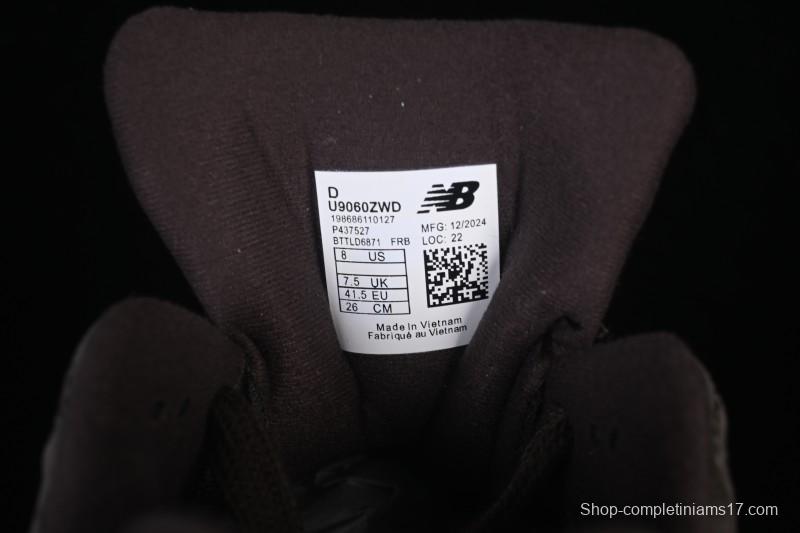 D
U9060ZWD
198686110127
P437527
BTTLD6871 FRB
NB
MFG: 12/2024
LOC: 22
8 US
7.5 UK
41.5 EU
26 CM
Made In Vietnam
Fabriqué au Vietnam
Shop-completiniams17.com